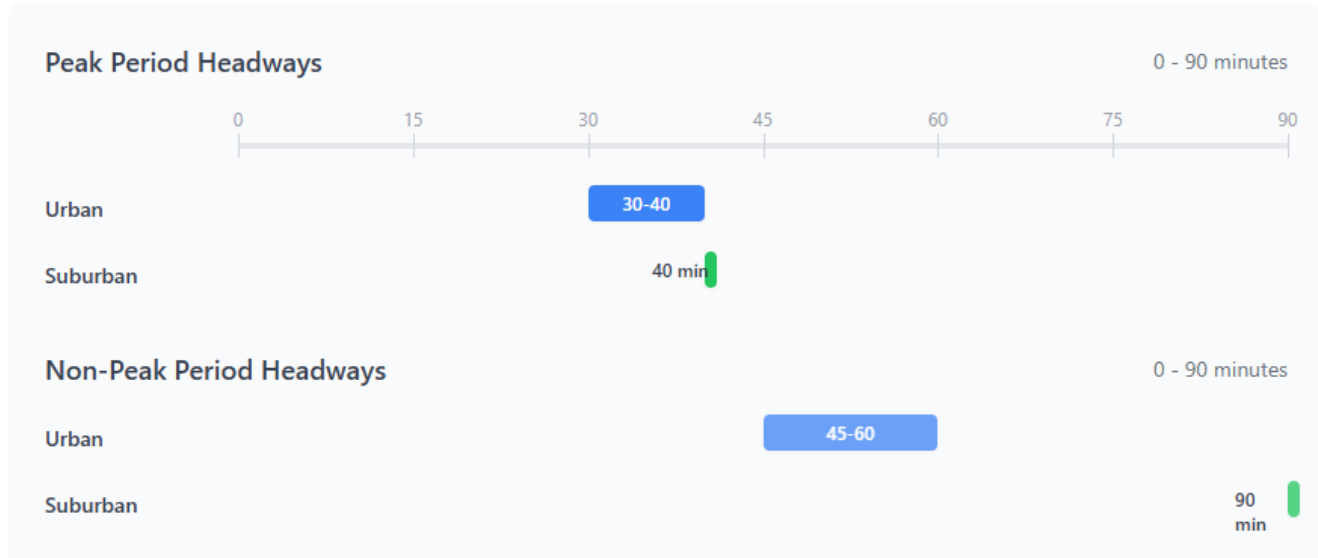 Peak Period Headways 0 - 90 minutes
0 15 30 45 60 75 90
Urban 30-40
Suburban 40 min
Non-Peak Period Headways 0 - 90 minutes
Urban 45-60
Suburban 90
min